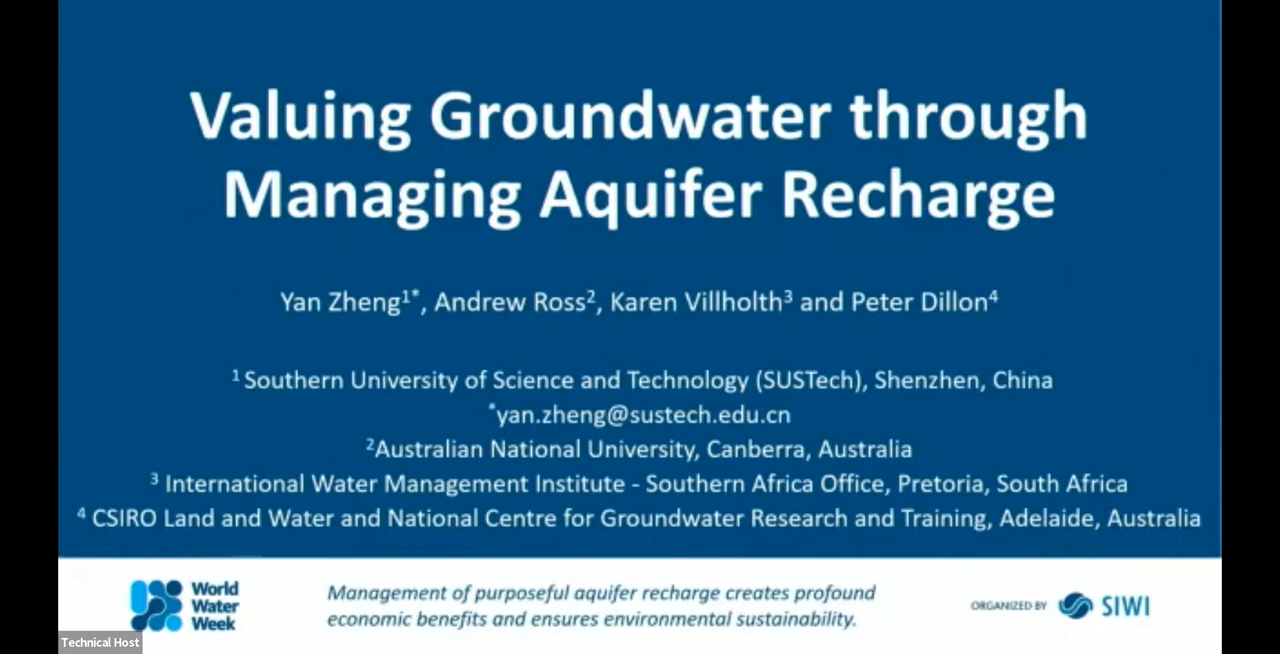 Valuing Groundwater through
Managing Aquifer Recharge
Yan Zheng1*, Andrew Ross2, Karen Villholth3 and Peter Dillon4
1 Southern University of Science and Technology (SUSTech), Shenzhen, China
*yan.zheng@sustech.edu.cn
2Australian National University, Canberra, Australia
3 International Water Management Institute - Southern Africa Office, Pretoria, South Africa
4 CSIRO Land and Water and National Centre for Groundwater Research and Training, Adelaide, Australia
World
Water
Week
Management of purposeful aquifer recharge creates profound
economic benefits and ensures environmental sustainability.
ORGANIZED BY SIWI
Technical Host